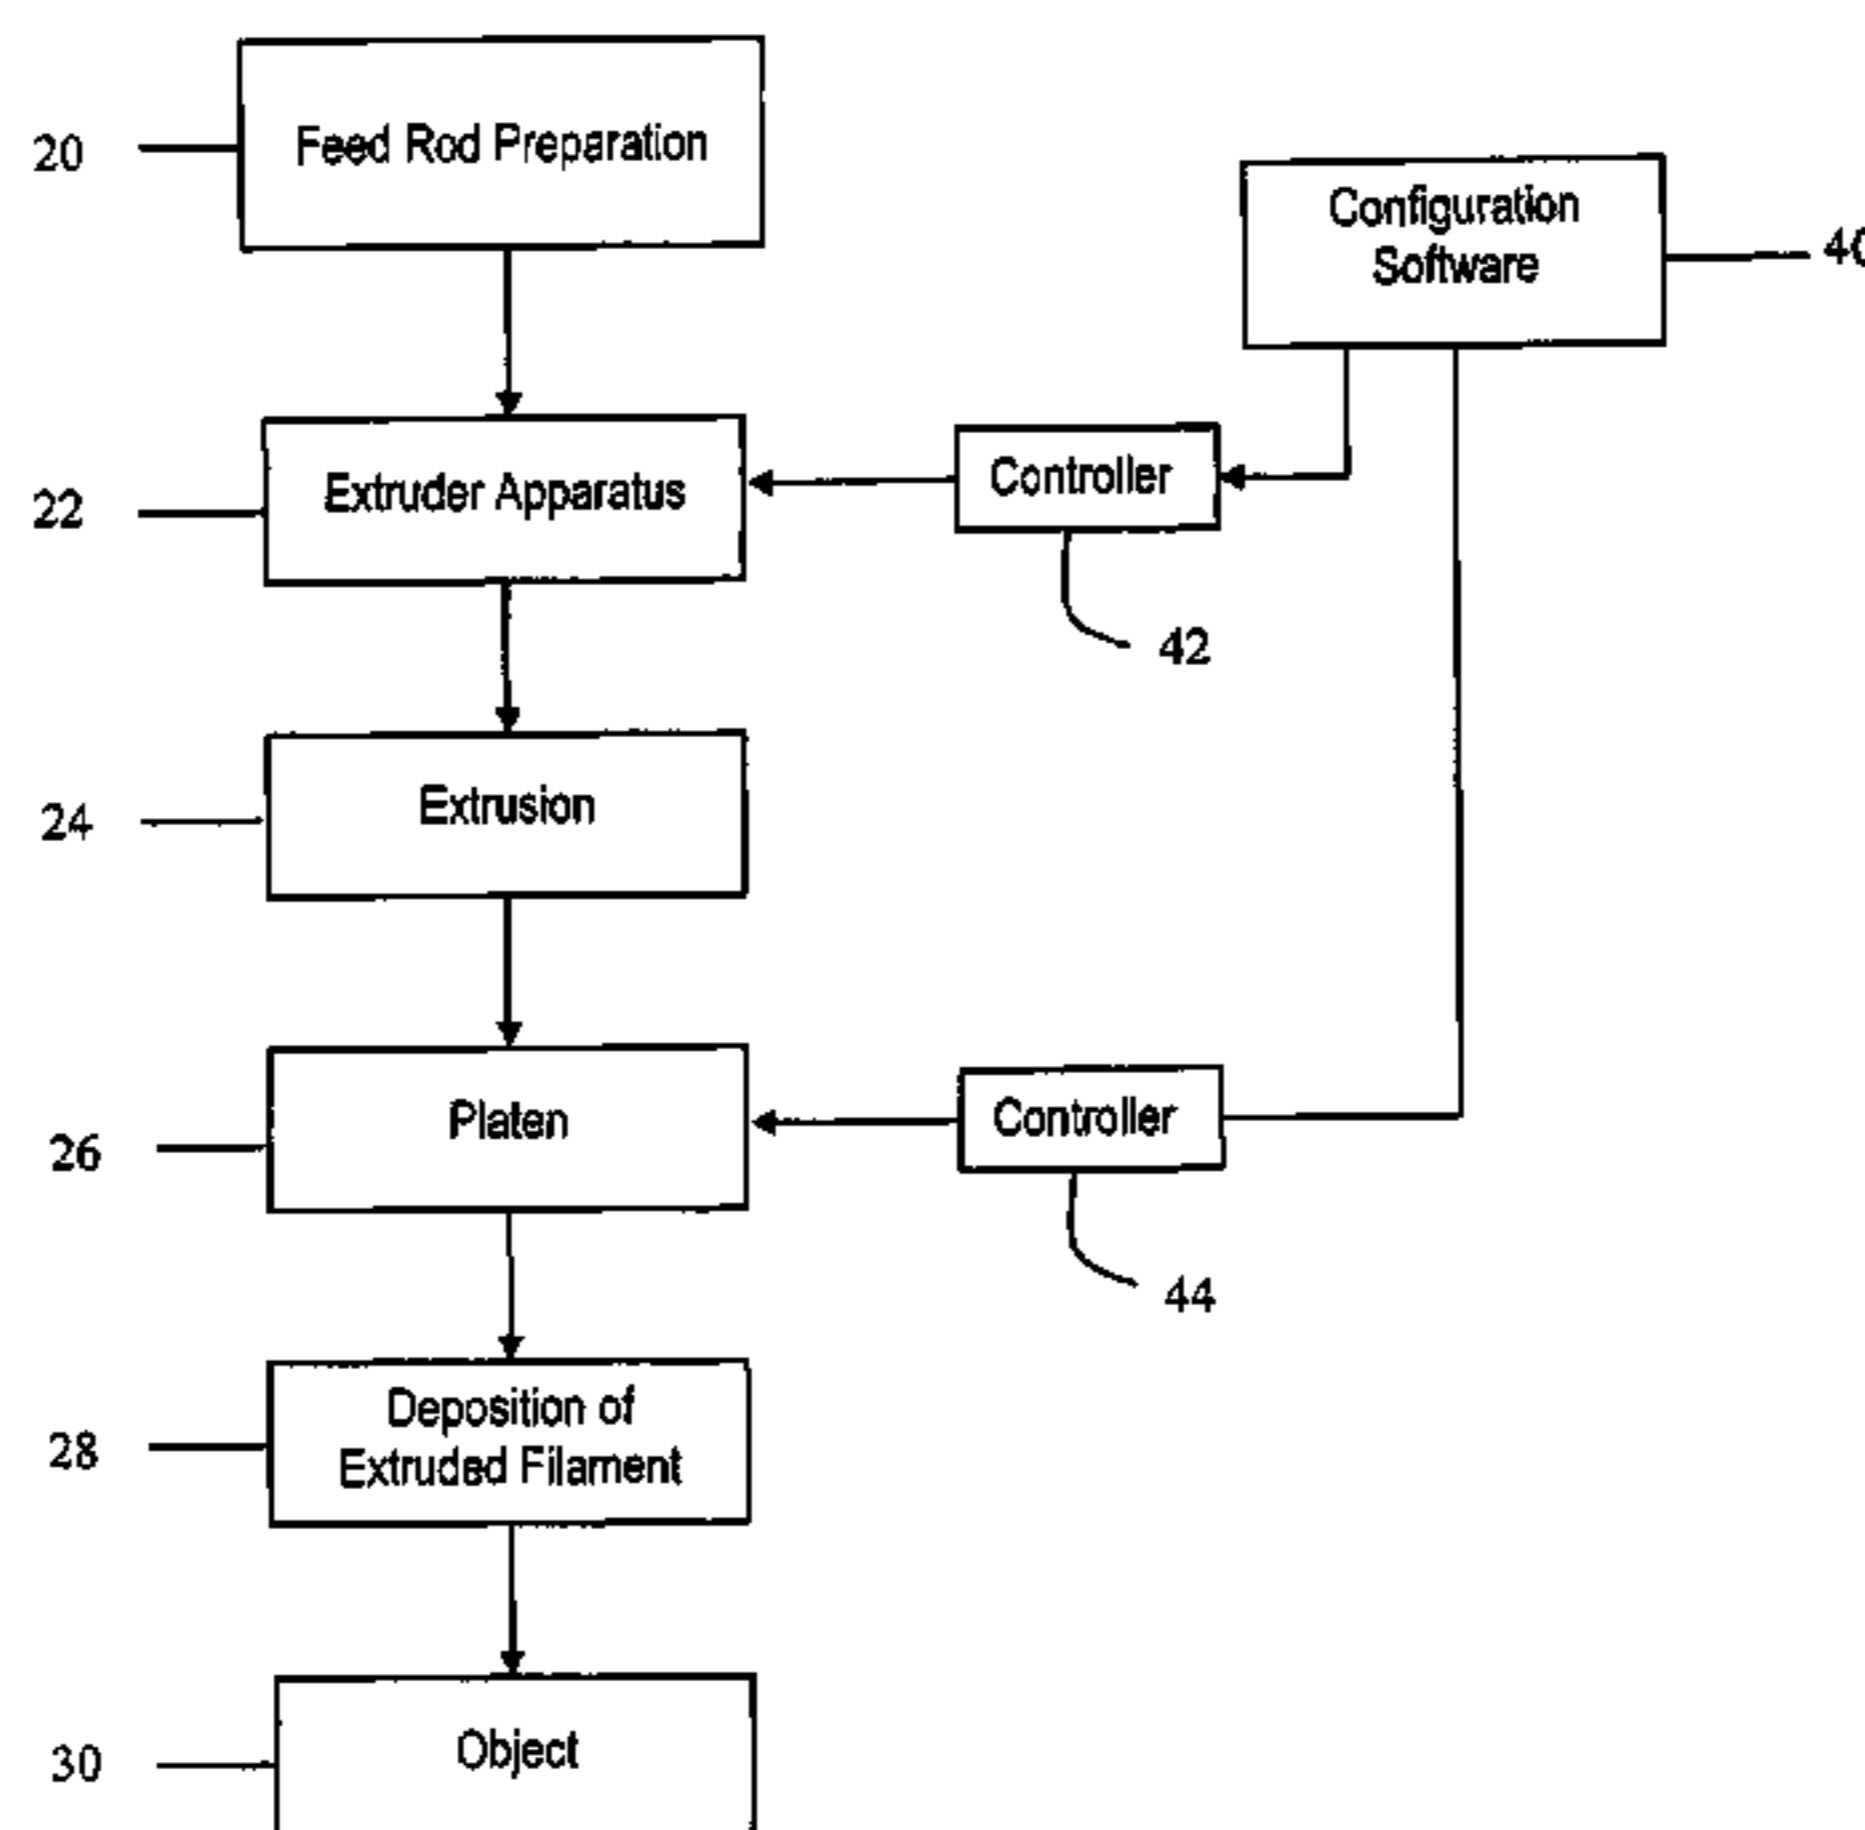 20
Feed Rod Preparation
Configuration
Software
22
Extruder Apparatus
Controller
42
24
Extrusion
26
Platen
Controller
44
28
Deposition of
Extruded Filament
30
Object